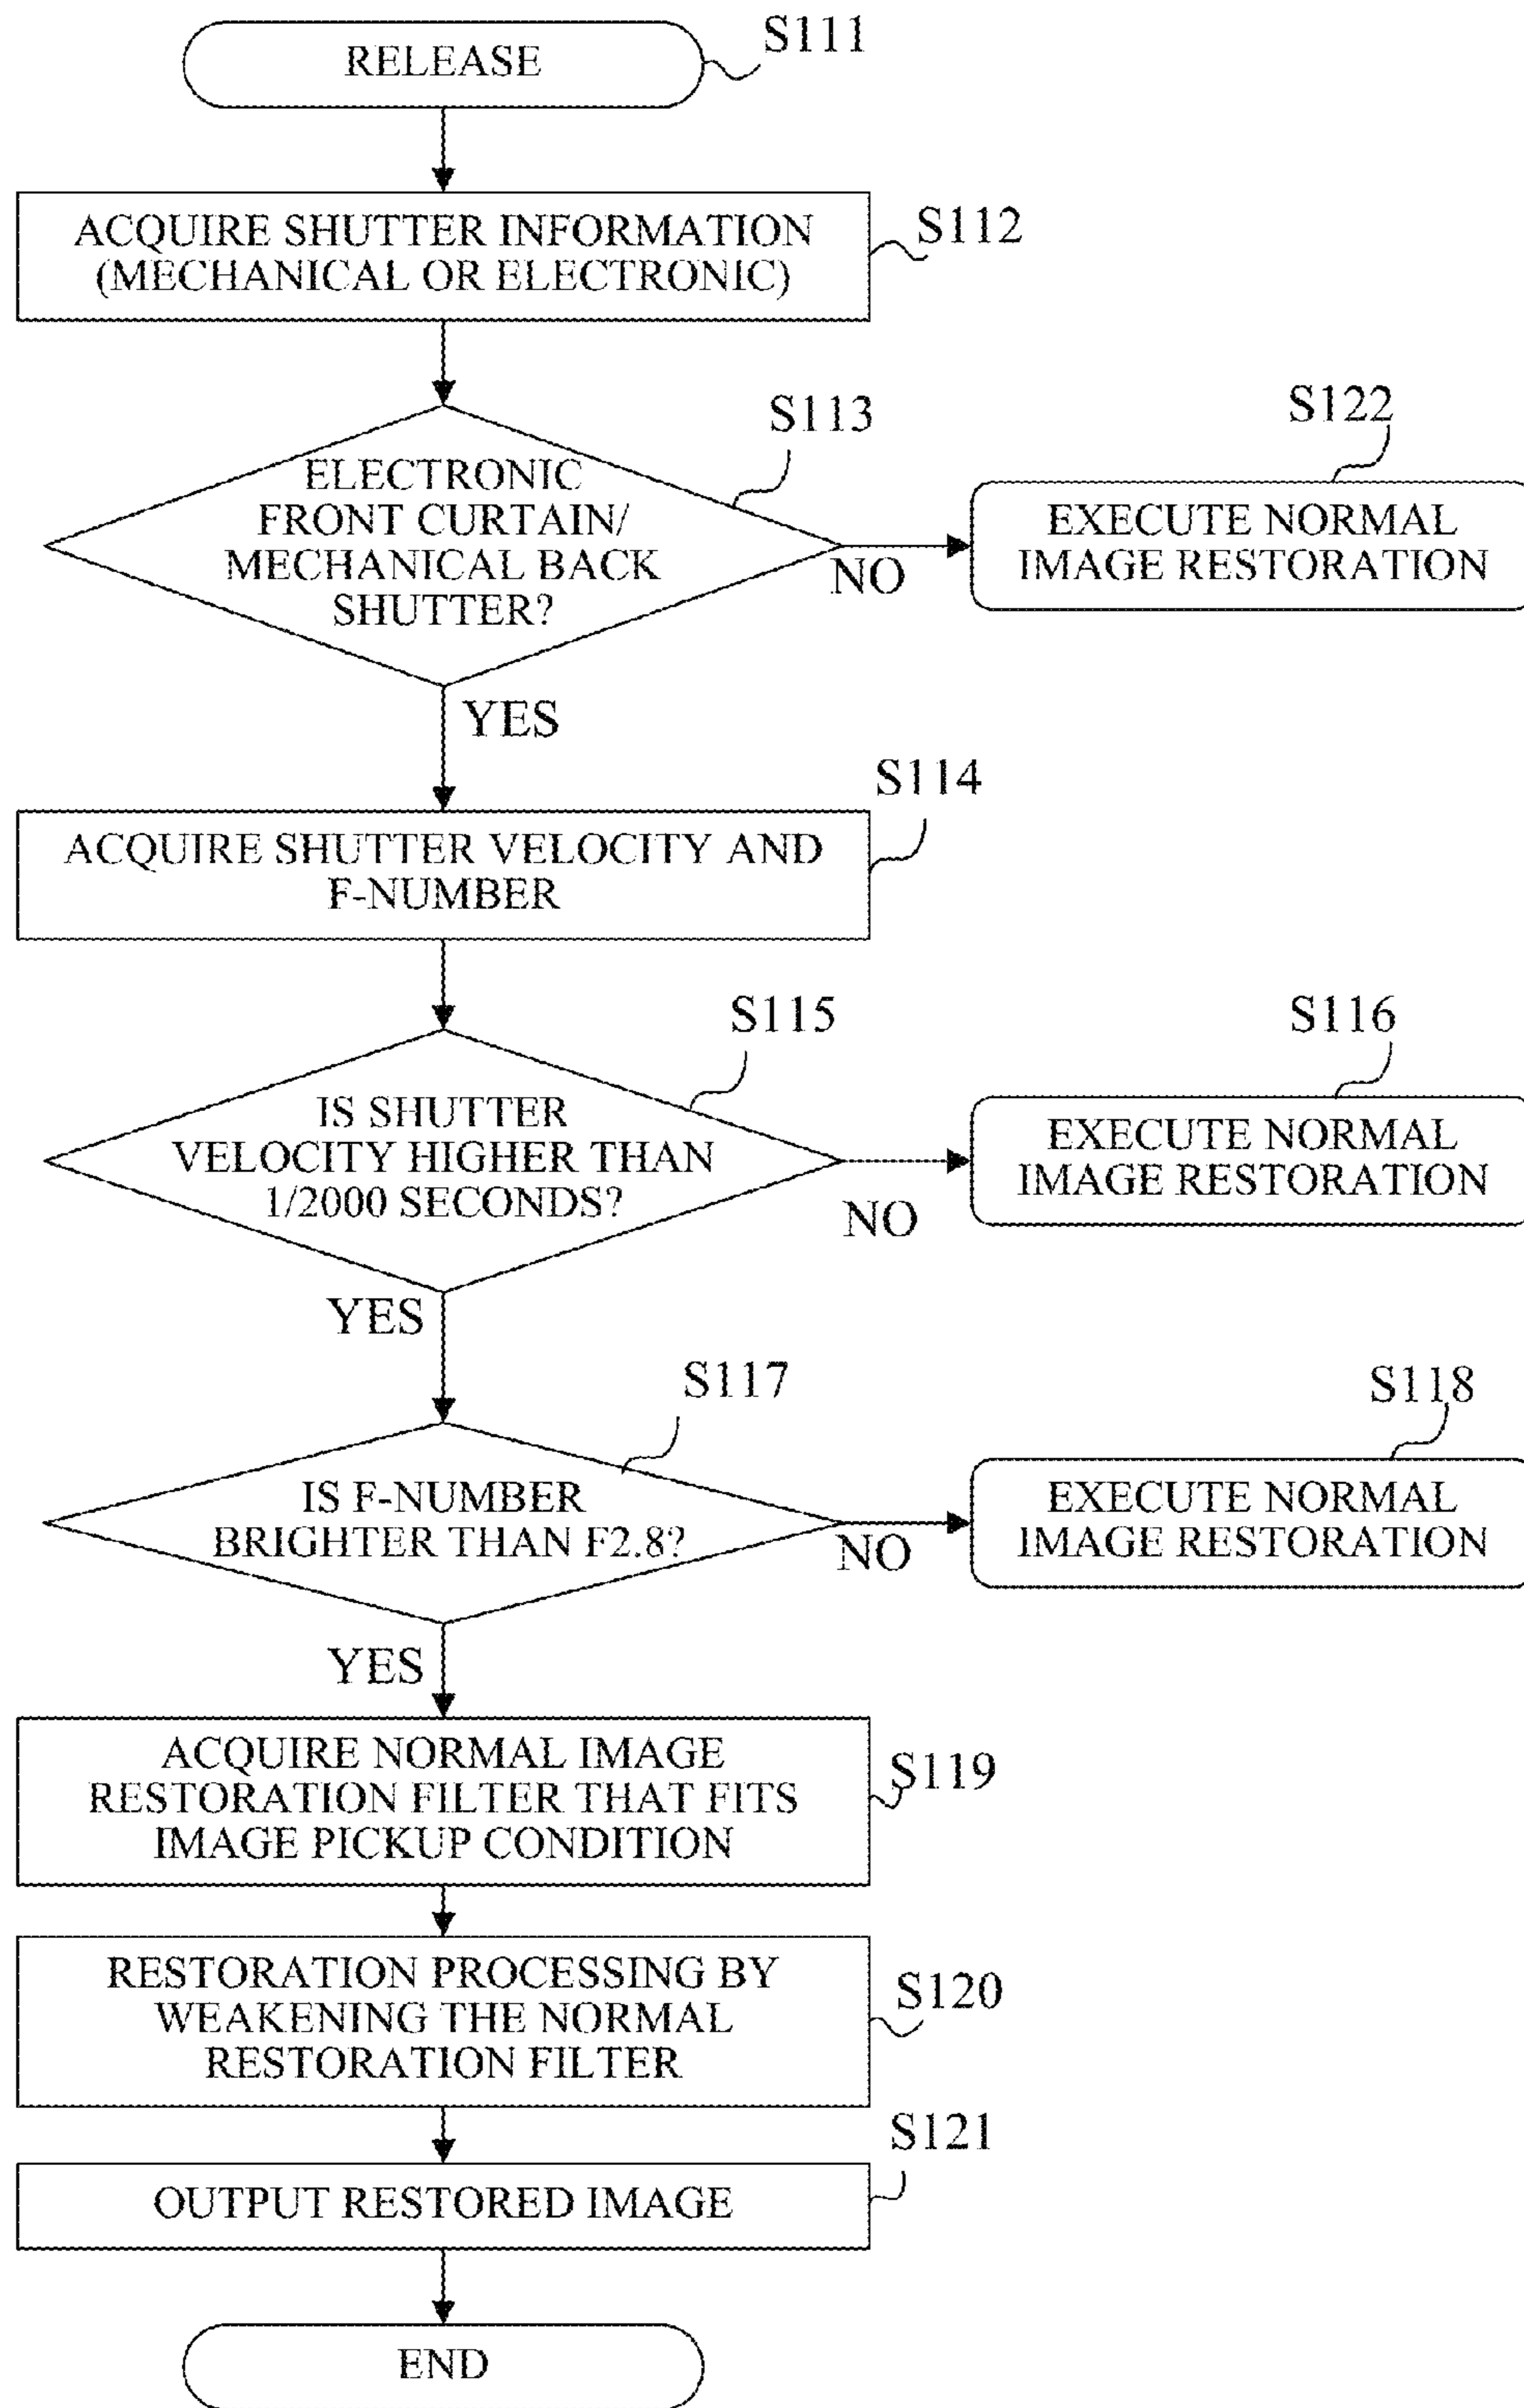 RELEASE
S111
ACQUIRE SHUTTER INFORMATION
(MECHANICAL OR ELECTRONIC)
S112
ELECTRONIC
FRONT CURTAIN/
MECHANICAL BACK
SHUTTER?
S113
NO
S122
EXECUTE NORMAL
IMAGE RESTORATION
YES
S114
ACQUIRE SHUTTER VELOCITY AND
F-NUMBER
S115
IS SHUTTER
VELOCITY HIGHER THAN
1/2000 SECONDS?
NO
S116
EXECUTE NORMAL
IMAGE RESTORATION
YES
S117
IS F-NUMBER
BRIGHTER THAN F2.8?
NO
S118
EXECUTE NORMAL
IMAGE RESTORATION
YES
ACQUIRE NORMAL IMAGE
RESTORATION FILTER THAT FITS
IMAGE PICKUP CONDITION
S119
RESTORATION PROCESSING BY
WEAKENING THE NORMAL
RESTORATION FILTER
S120
S121
OUTPUT RESTORED IMAGE
END